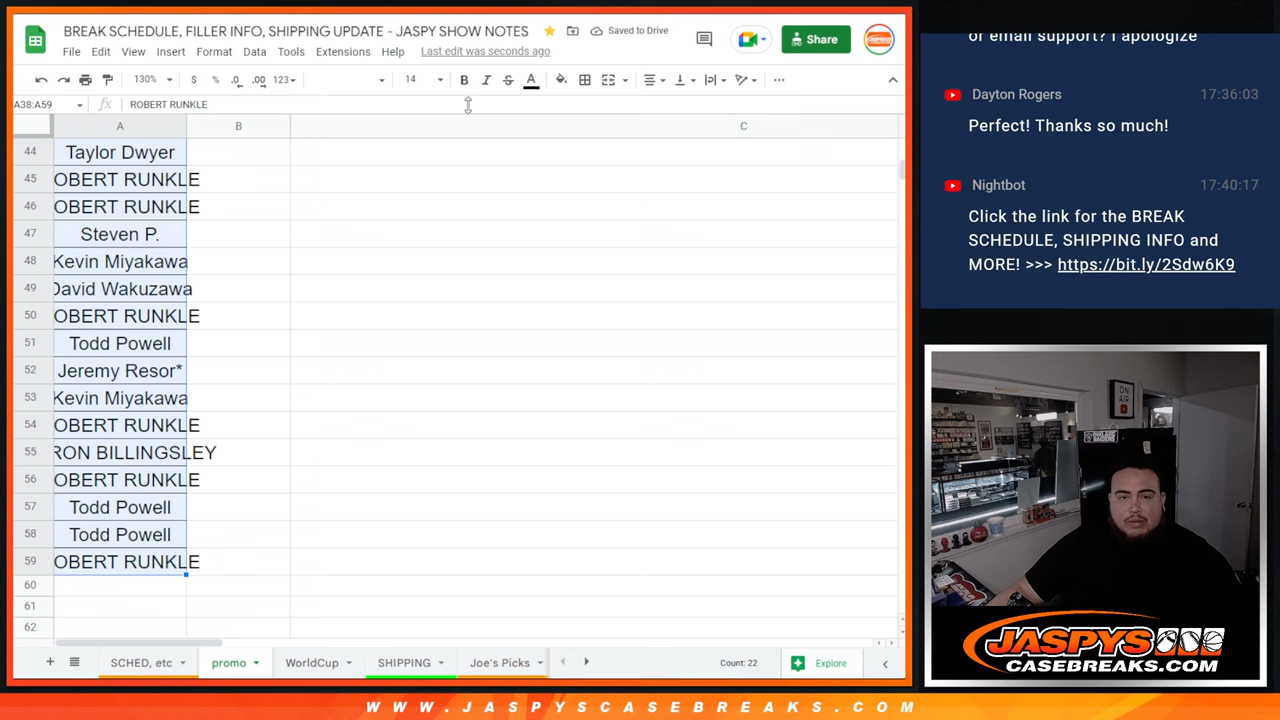 BREAK SCHEDULE, FILLER INFO, SHIPPING UPDATE - JASPY SHOW NOTES
Saved to Drive
File Edit View Insert Format Data Tools Extensions Help Last edit was seconds ago
Share
130% $ % .0 .00 123 14 B I S A
A38:A59 fx ROBERT RUNKLE
A B C
44 Taylor Dwyer
45 OBERT RUNKLE
46 OBERT RUNKLE
47 Steven P.
48 Kevin Miyakawa
49 David Wakuzawa
50 OBERT RUNKLE
51 Todd Powell
52 Jeremy Resor*
53 Kevin Miyakawa
54 OBERT RUNKLE
55 RON BILLINGSLEY
56 OBERT RUNKLE
57 Todd Powell
58 Todd Powell
59 OBERT RUNKLE
60
61
62
SCHED, etc promo WorldCup SHIPPING Joe's Picks Count: 22 Explore
or email support? I apologize
Dayton Rogers 17:36:03
Perfect! Thanks so much!
Nightbot 17:40:17
Click the link for the BREAK
SCHEDULE, SHIPPING INFO and
MORE! >>> https://bit.ly/2Sdw6K9
ON
AIR
JASPYS
CASEBREAKS.COM
WWW.JASPYSCASEBREAKS.COM